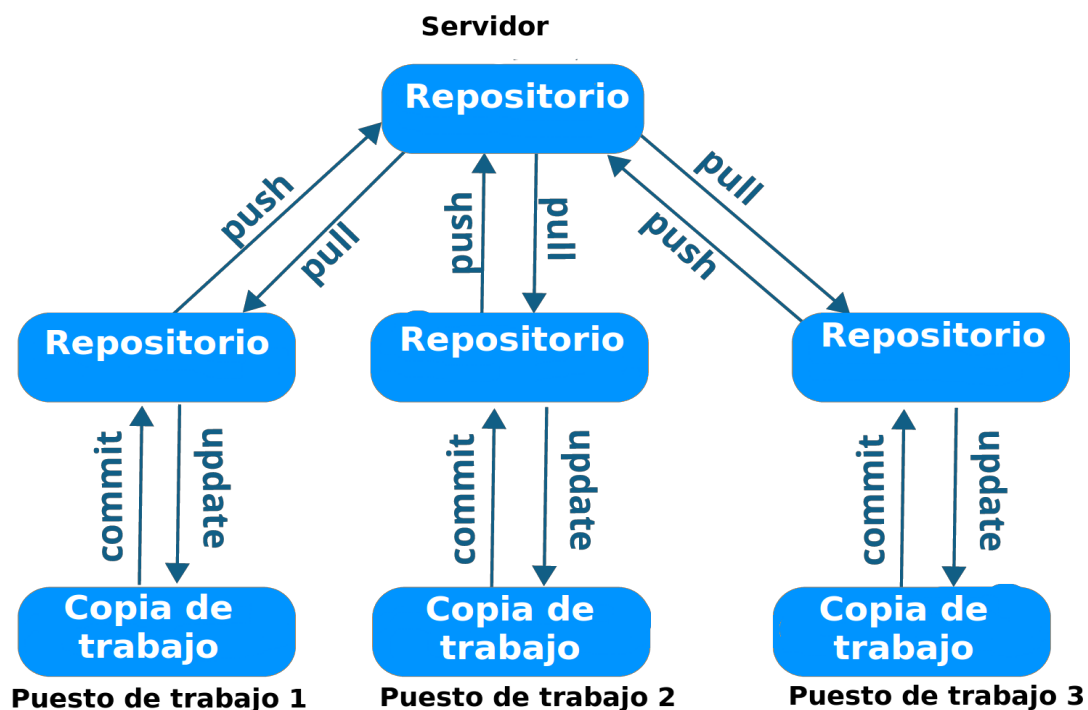 Servidor
Repositorio
push
pull
push
pull
push
pull
Repositorio
Repositorio
Repositorio
commit
update
commit
update
commit
update
Copia de
trabajo
Copia de
trabajo
Copia de
trabajo
Puesto de trabajo 1
Puesto de trabajo 2
Puesto de trabajo 3